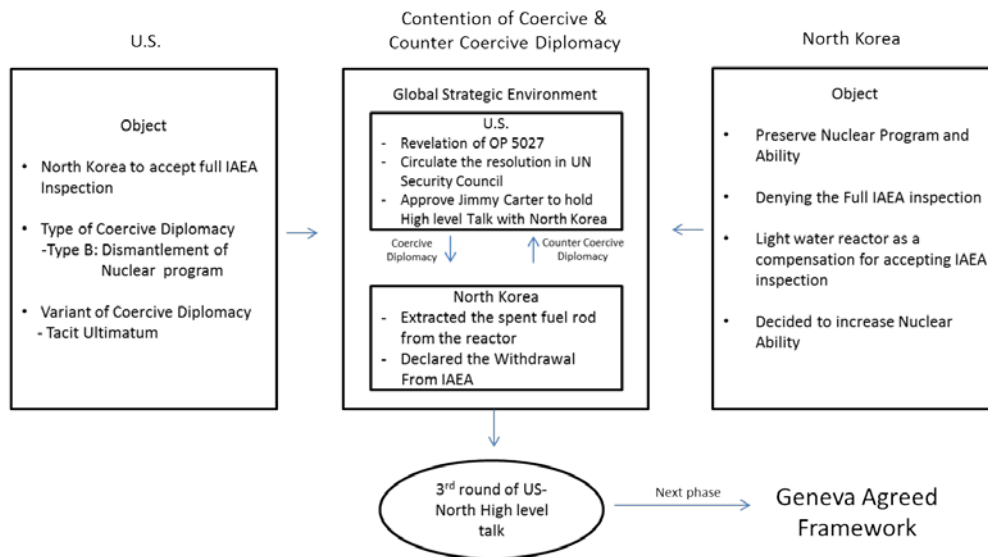 U.S.
Object
• North Korea to accept full IAEA
Inspection
• Type of Coercive Diplomacy
-Type B: Dismantlement of
Nuclear program
• Variant of Coercive Diplomacy
- Tacit Ultimatum
Contention of Coercive &
Counter Coercive Diplomacy
Global Strategic Environment
U.S.
- Revelation of OP 5027
- Circulate the resolution in UN
Security Council
- Approve Jimmy Carter to hold
High level Talk with North Korea
Coercive
Diplomacy
Counter Coercive
Diplomacy
North Korea
- Extracted the spent fuel rod
from the reactor
- Declared the Withdrawal
From IAEA
North Korea
Object
• Preserve Nuclear Program and
Ability
• Denying the Full IAEA inspection
• Light water reactor as a
compensation for accepting IAEA
inspection
• Decided to increase Nuclear
Ability
3rd round of US-
North High level
talk
Next phase
Geneva Agreed
Framework